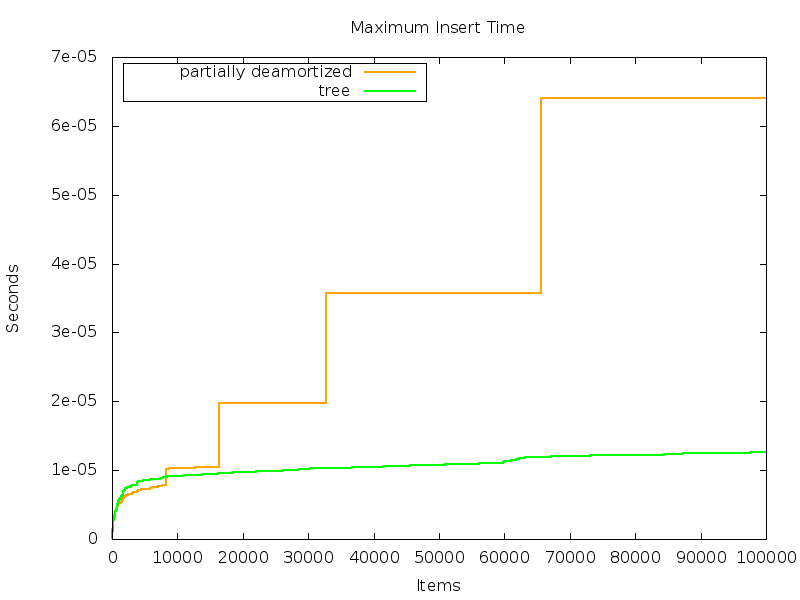 Maximum Insert Time
7e-05
6e-05
5e-05
4e-05
3e-05
2e-05
1e-05
0
partially deamortized
tree
Seconds
0 10000 20000 30000 40000 50000 60000 70000 80000 90000 100000
Items